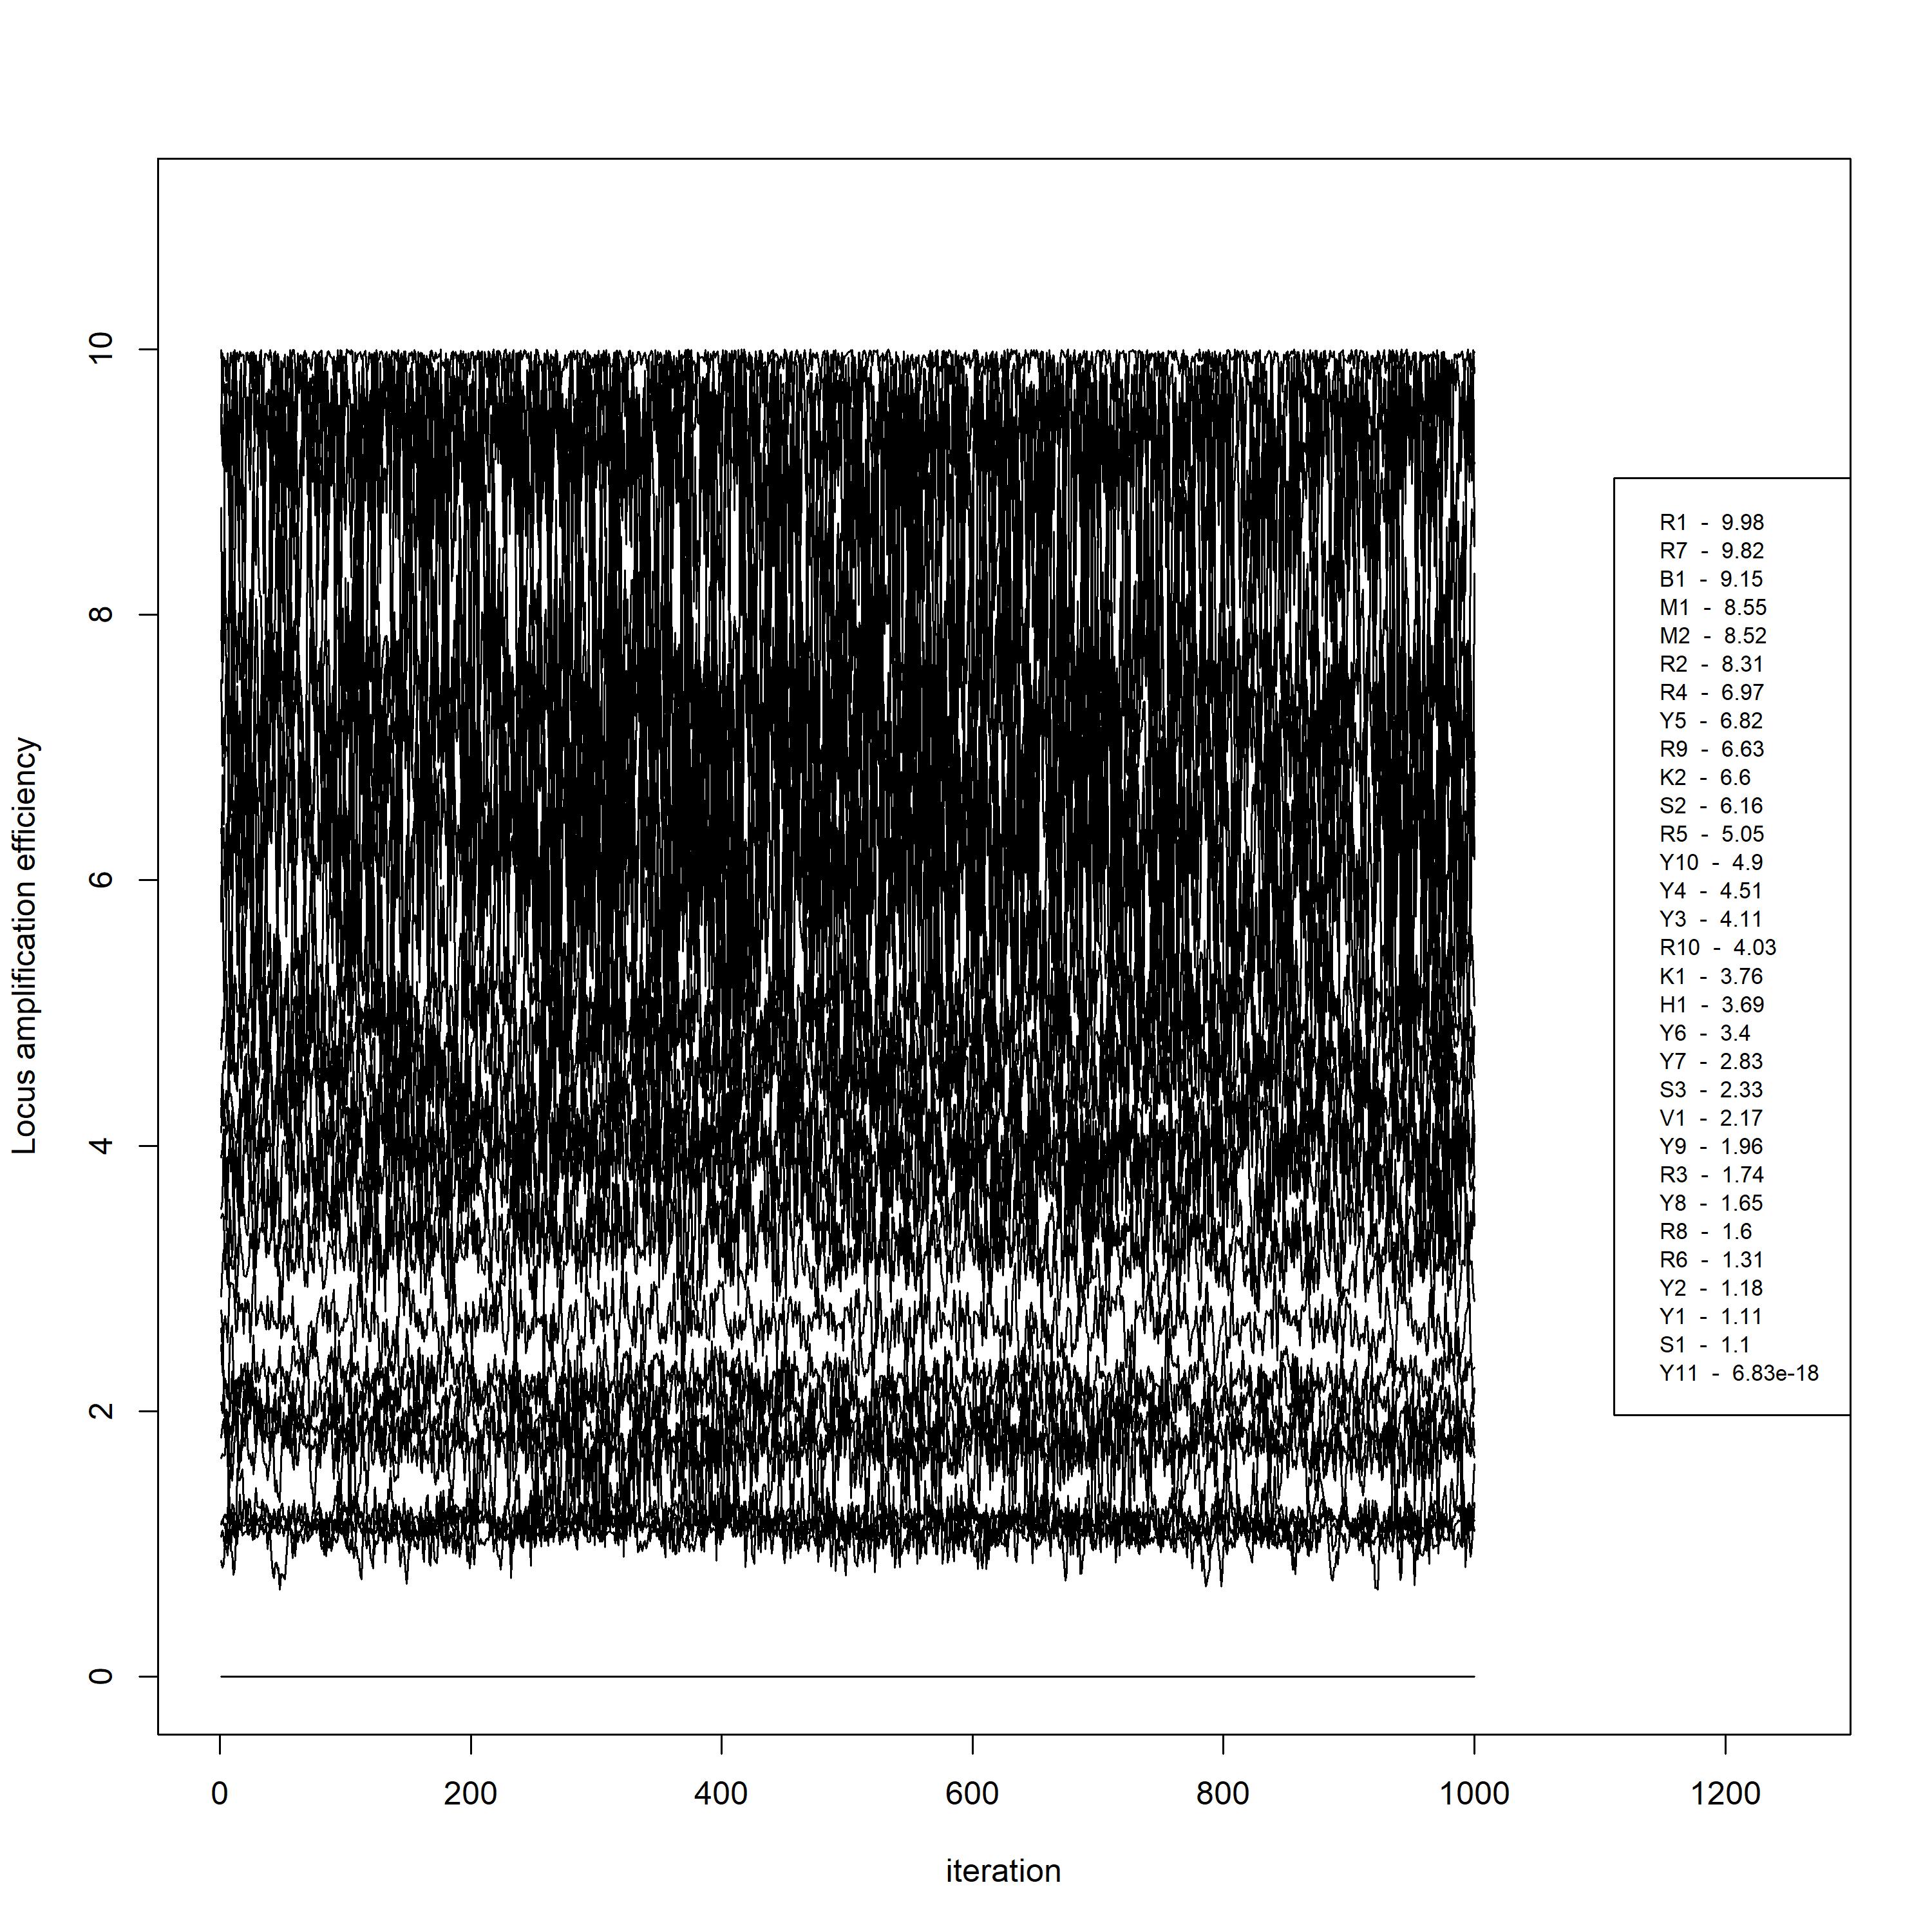 Locus amplification efficiency
10
8
6
4
2
0
R1 - 9.98
R7 - 9.82
B1 - 9.15
M1 - 8.55
M2 - 8.52
R2 - 8.31
R4 - 6.97
Y5 - 6.82
R9 - 6.63
K2 - 6.6
S2 - 6.16
R5 - 5.05
Y10 - 4.9
Y4 - 4.51
Y3 - 4.11
R10 - 4.03
K1 - 3.76
H1 - 3.69
Y6 - 3.4
Y7 - 2.83
S3 - 2.33
V1 - 2.17
Y9 - 1.96
R3 - 1.74
Y8 - 1.65
R8 - 1.6
R6 - 1.31
Y2 - 1.18
Y1 - 1.11
S1 - 1.1
Y11 - 6.83e-18
0 200 400 600 800 1000 1200
iteration